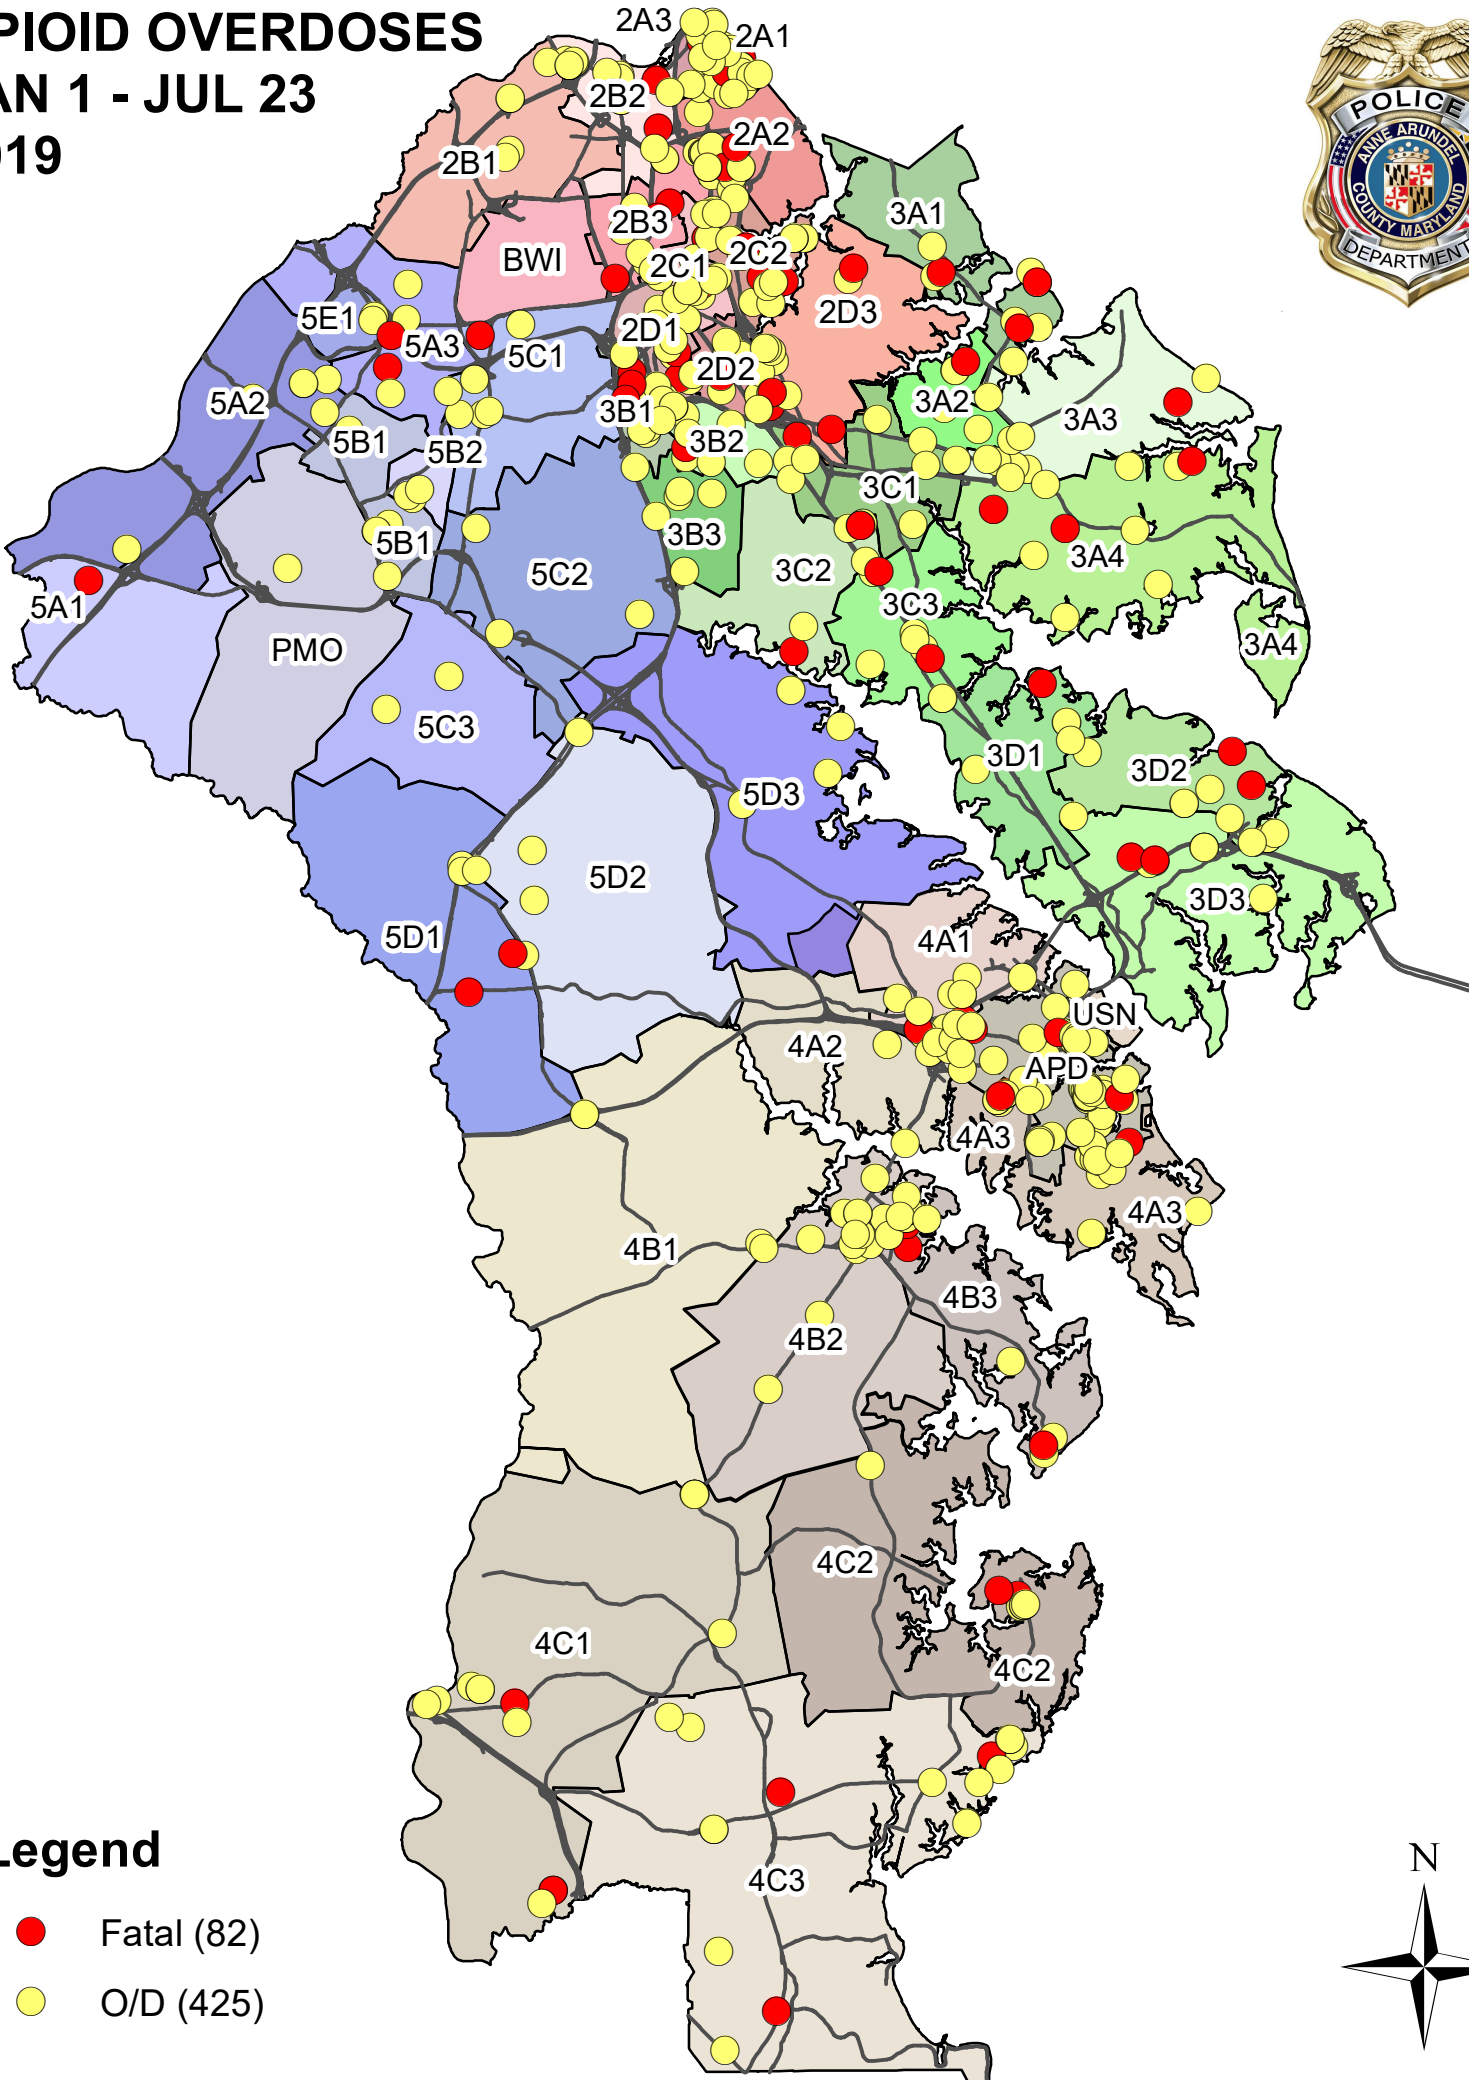 PIOID OVERDOSES
AN 1 - JUL 23
019
POLICE
ANNE ARUNDEL
COUNTY MARYLAND
DEPARTMENT
2A3
2A1
2B2
2A2
2B1
3A1
2B3
BWI
2C1
2C2
5E1
2D3
5A3
5C1
2D1
2D2
5A2
3A2
3B1
3A3
5B1
5B2
3B2
3C1
5B1
3B3
3A4
5C2
3C2
5A1
3C3
PMO
3A4
5C3
3D1
3D2
5D3
5D2
3D3
5D1
4A1
USN
4A2
APD
4A3
4A3
4B1
4B3
4B2
4C2
4C1
4C2
4C3
Legend
Fatal (82)
O/D (425)
N